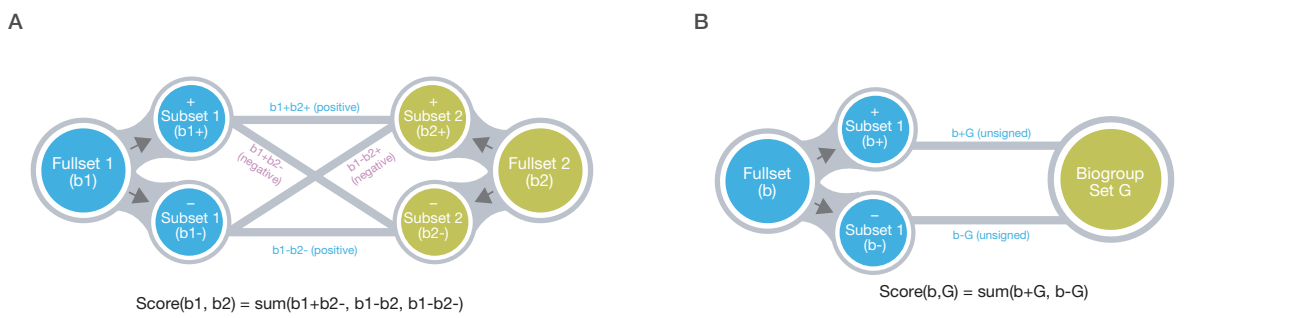 A
+
Subset 1
(b1+)
Fullset 1
(b1)
−
Subset 1
(b1-)
b1+b2+ (positive)
b1+b2-
(negative)
b1-b2+
(negative)
b1-b2- (positive)
+
Subset 2
(b2+)
Fullset 2
(b2)
−
Subset 2
(b2-)
Score(b1, b2) = sum(b1+b2-, b1-b2, b1-b2-)
B
+
Subset 1
(b+)
Fullset
(b)
−
Subset 1
(b-)
b+G (unsigned)
b-G (unsigned)
Biogroup
Set G
Score(b,G) = sum(b+G, b-G)